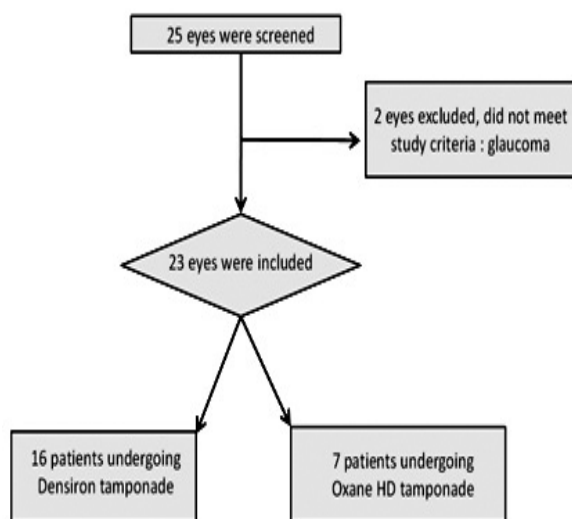 25 eyes were screened
2 eyes excluded, did not meet
study criteria : glaucoma
23 eyes were included
16 patients undergoing
Densiron tamponade
7 patients undergoing
Oxane HD tamponade